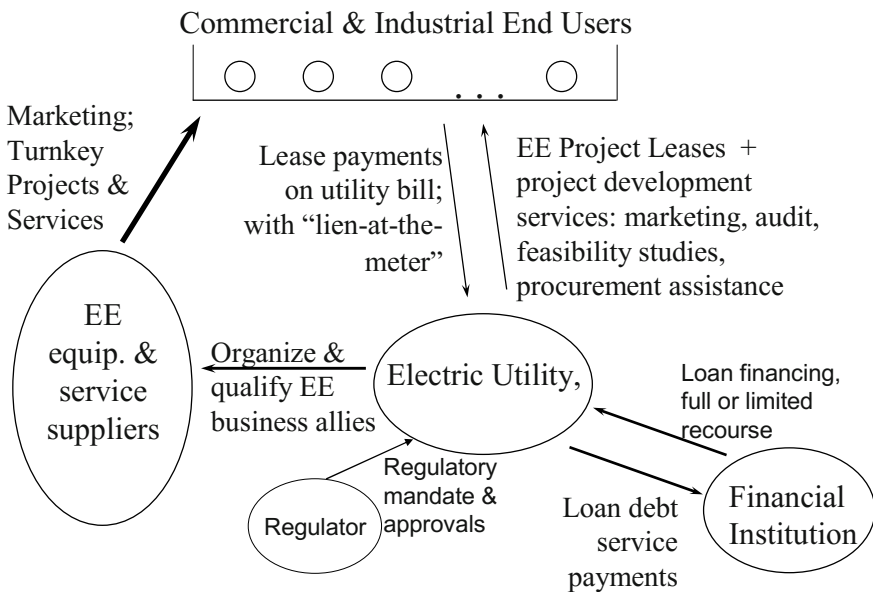 Commercial & Industrial End Users
. . .
Marketing;
Turnkey
Projects &
Services
Lease payments
on utility bill;
with “lien-at-the-
meter”
EE Project Leases +
project development
services: marketing, audit,
feasibility studies,
procurement assistance
EE
equip. &
service
suppliers
Organize &
qualify EE
business allies
Electric Utility,
Loan financing,
full or limited
recourse
Regulatory
mandate &
approvals
Regulator
Loan debt
service
payments
Financial
Institution